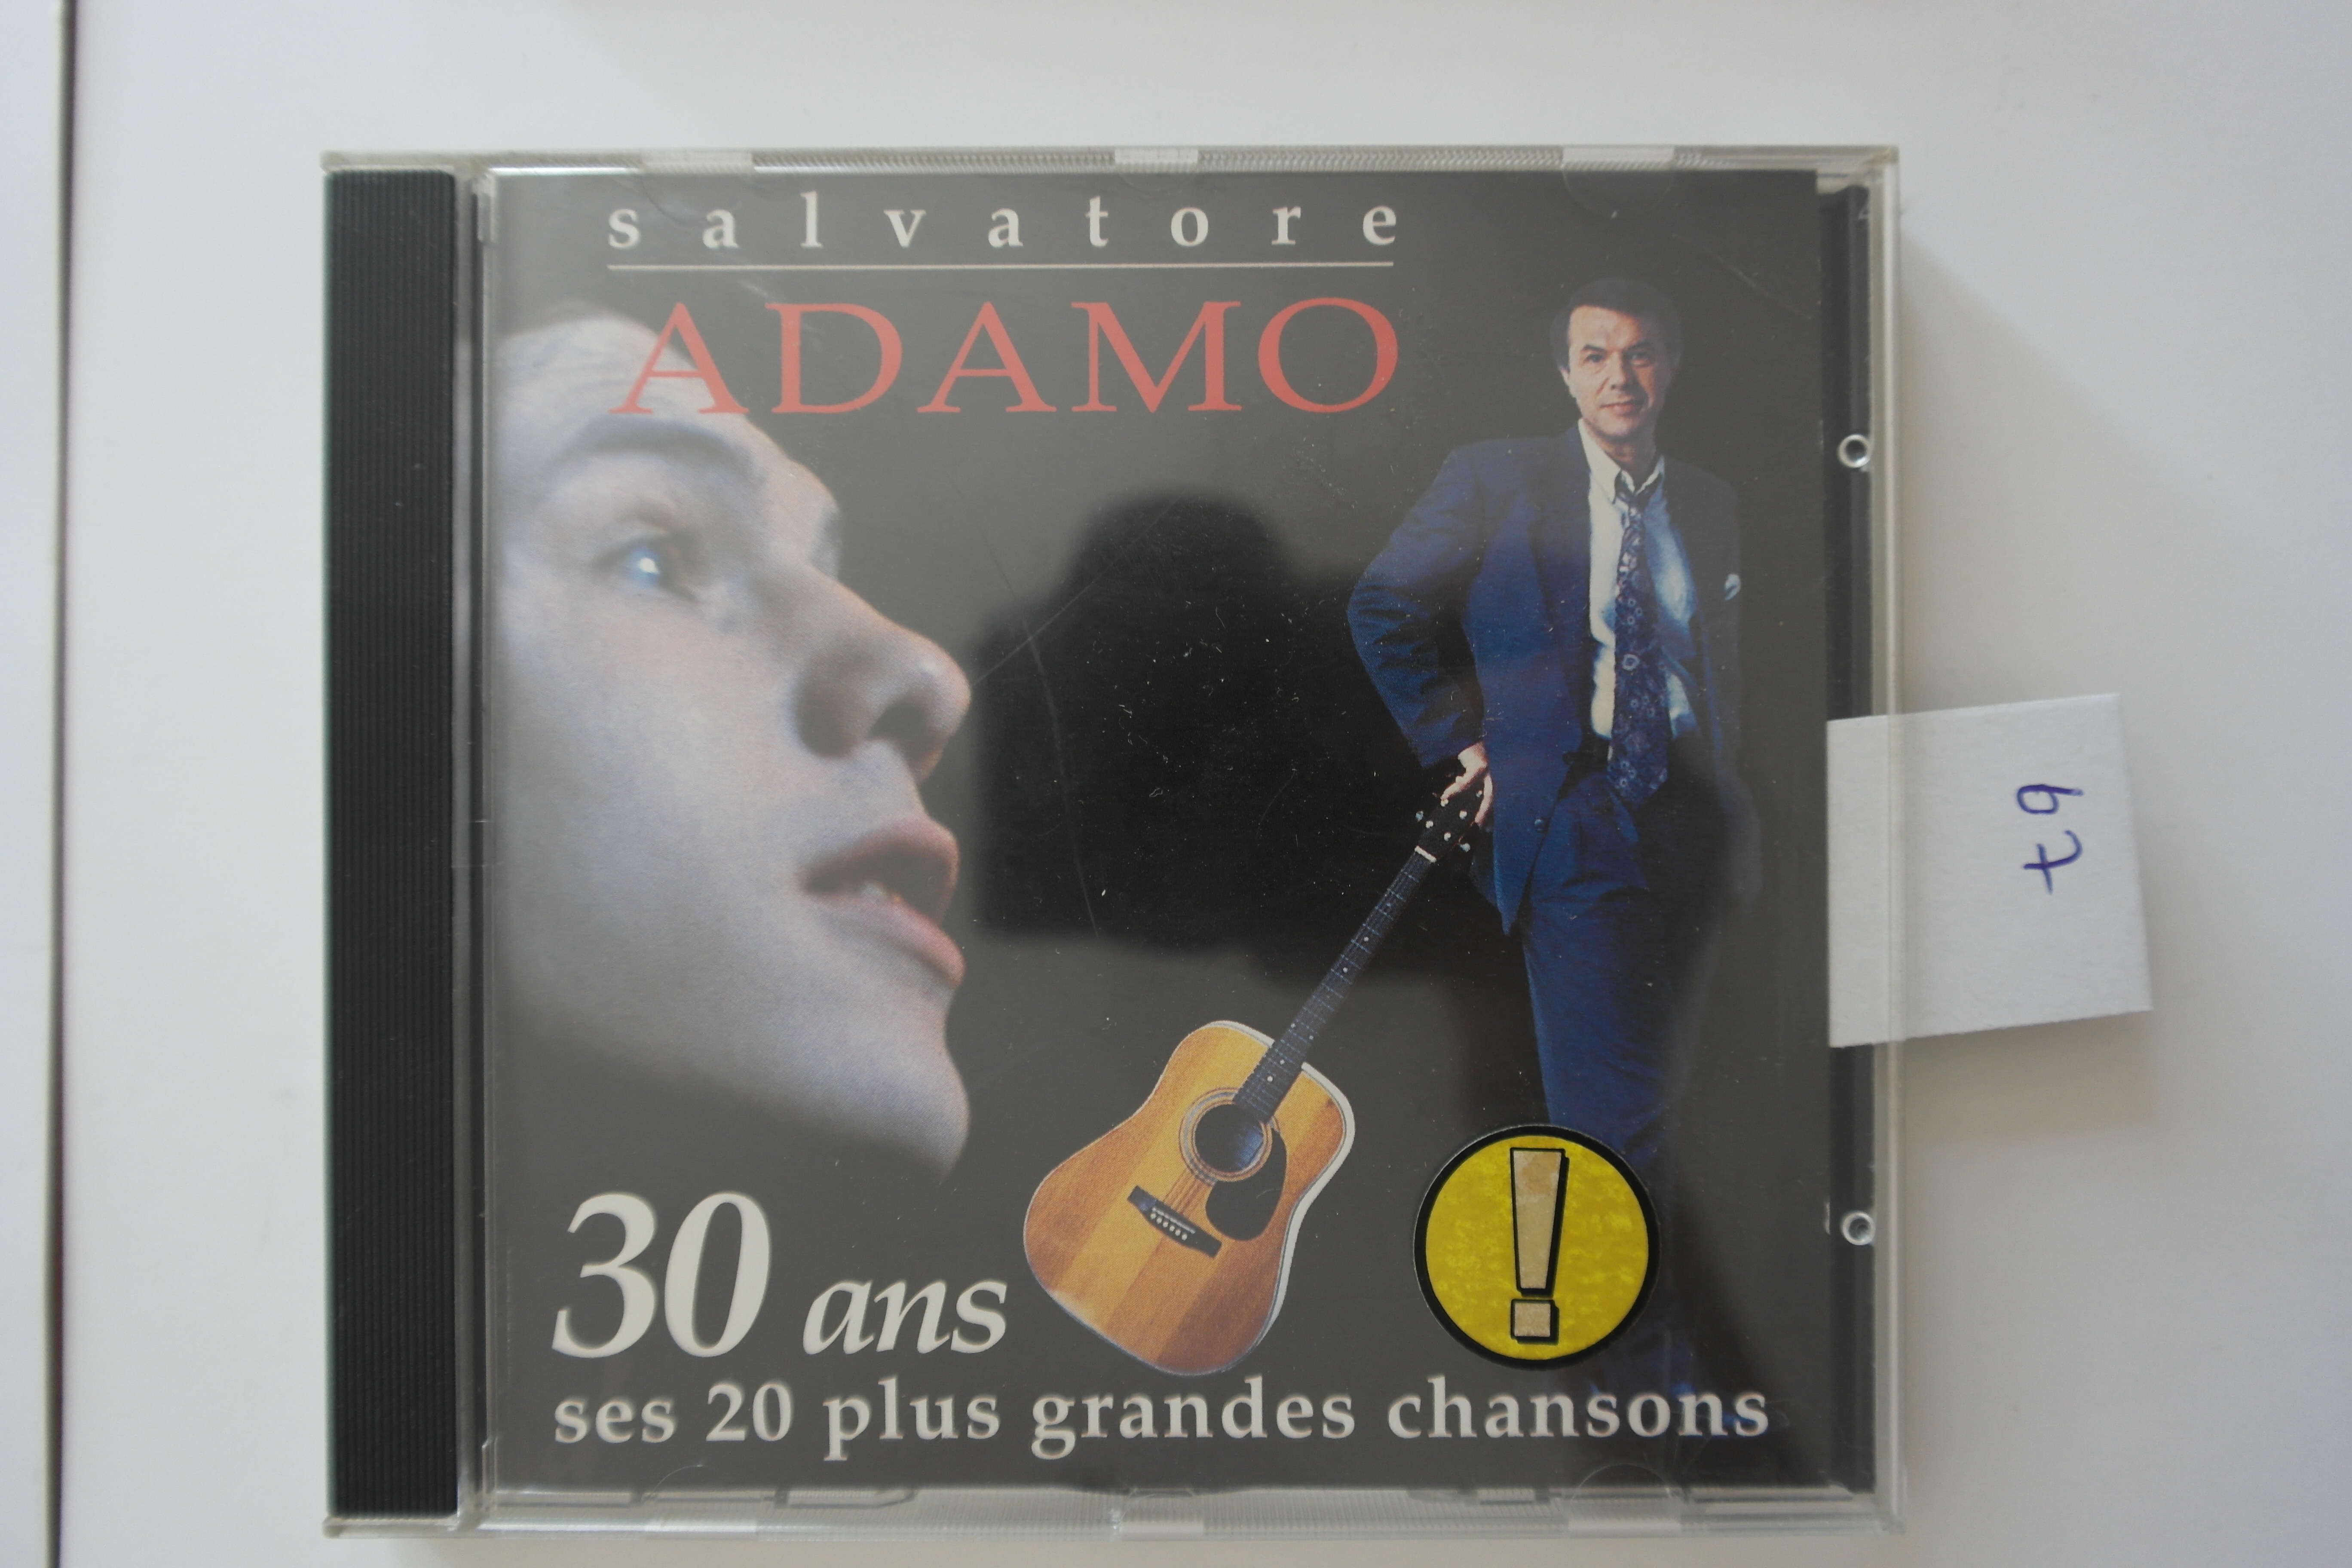 salvatore
ADAMO
30 ans
ses 20 plus grandes chansons
!
67